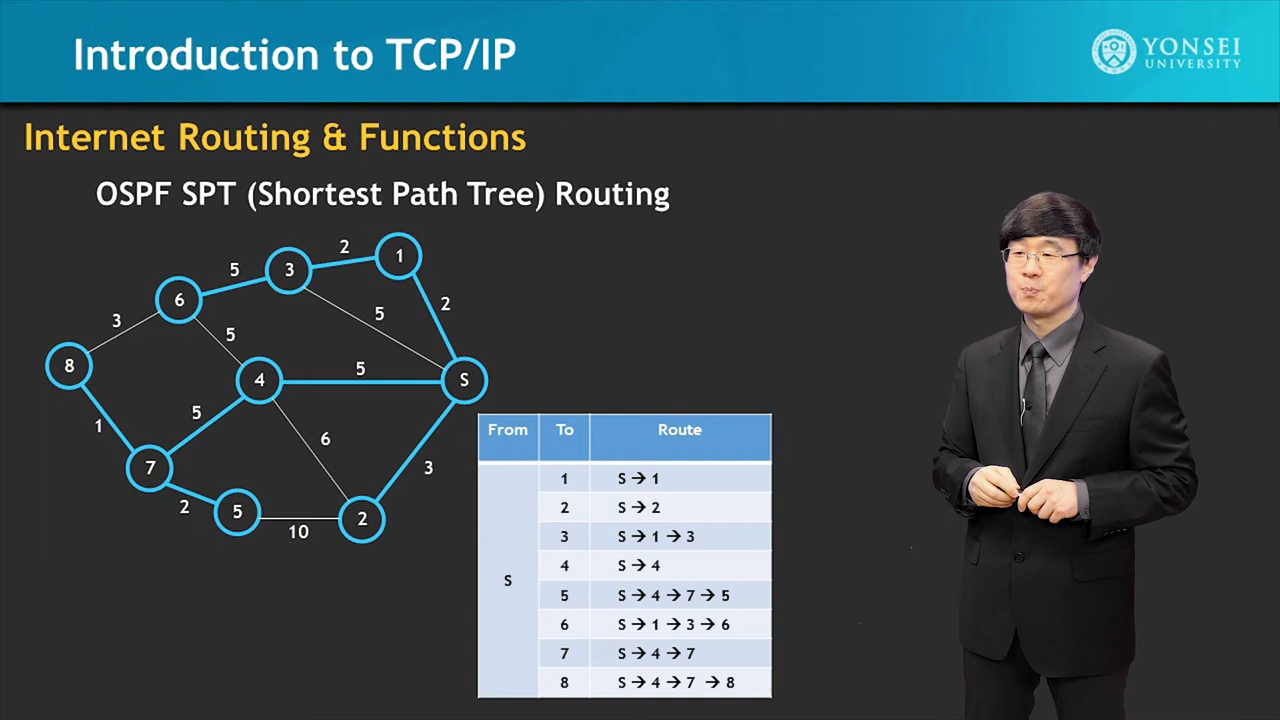 Introduction to TCP/IP
YONSEI
UNIVERSITY
Internet Routing & Functions
OSPF SPT (Shortest Path Tree) Routing
2
1
5
3
6
2
3
5
5
8
5
4
S
5
1
6
3
7
2
5
10
2
From To Route
1 S → 1
2 S → 2
3 S → 1 → 3
4 S → 4
S
5 S → 4 → 7 → 5
6 S → 1 → 3 → 6
7 S → 4 → 7
8 S → 4 → 7 → 8